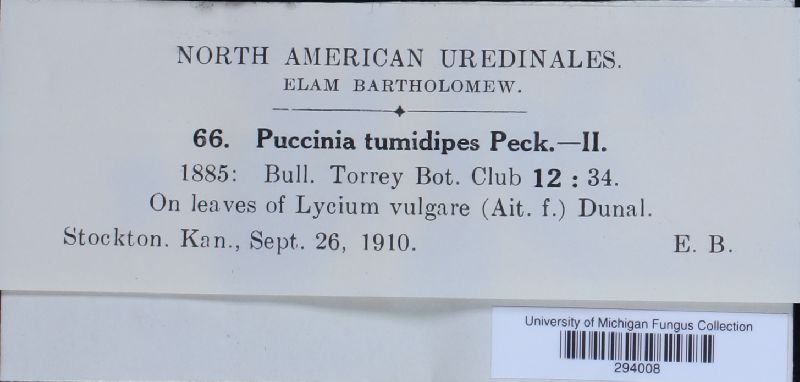 NORTH AMERICAN UREDINALES.
ELAM BARTHOLOMEW.
66. Puccinia tumidipes Peck.—II.
1885: Bull. Torrey Bot. Club 12 : 34.
On leaves of Lycium vulgare (Ait. f.) Dunal.
Stockton. Kan., Sept. 26, 1910. E. B.
University of Michigan Fungus Collection
294008